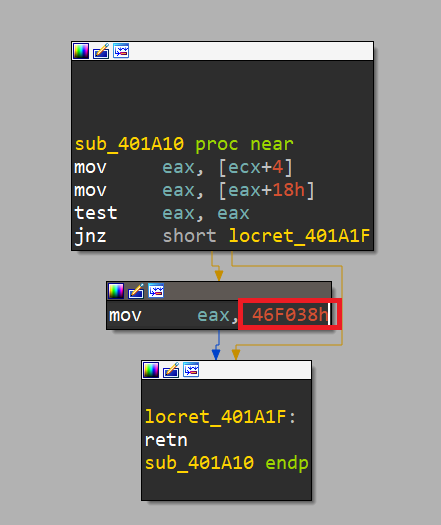 sub_401A10 proc near
mov eax, [ecx+4]
mov eax, [eax+18h]
test eax, eax
jnz short locret_401A1F
mov eax, 46F038h
locret_401A1F:
retn
sub_401A10 endp